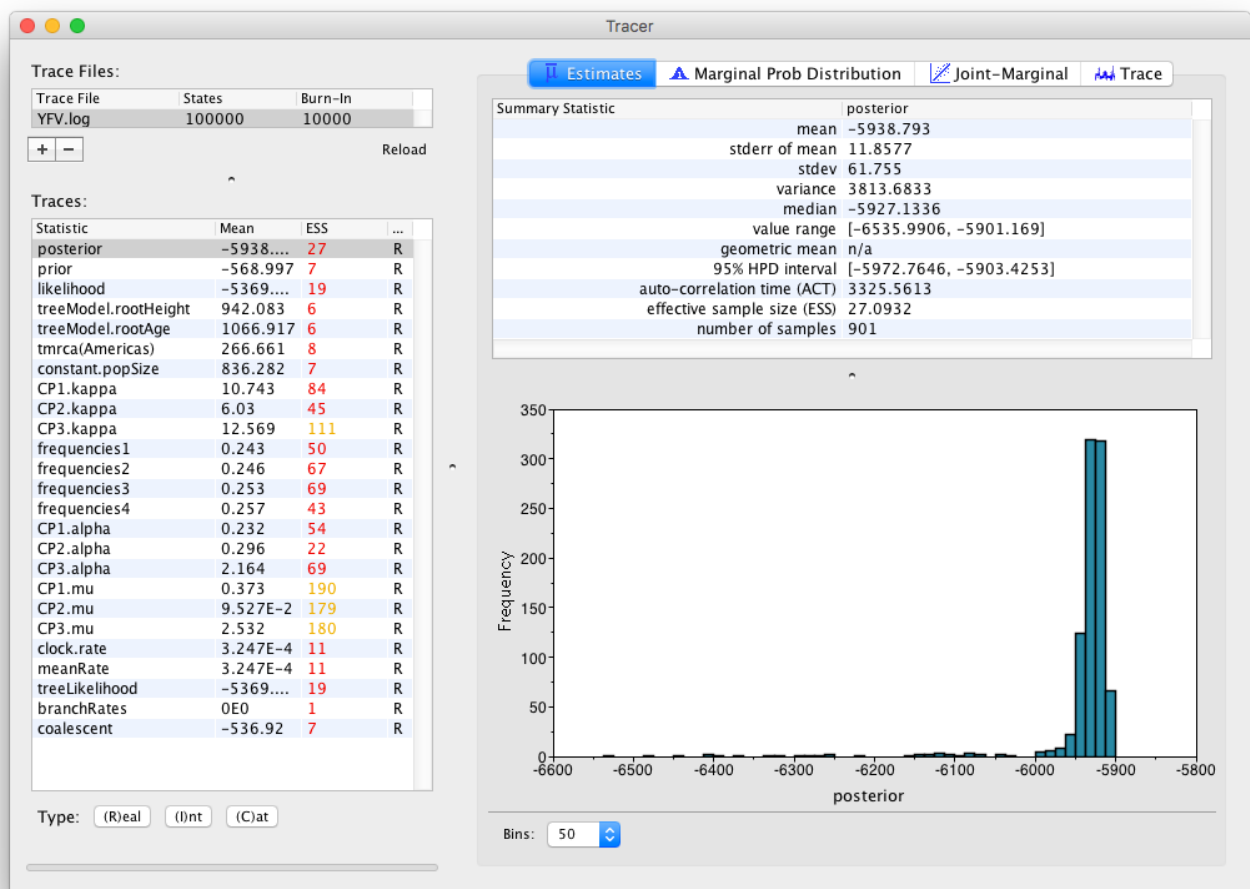 Tracer
Trace Files:
Trace File States Burn-In
YFV.log 100000 10000
+ − Reload
Traces:
Statistic Mean ESS ...
posterior -5938.... 27 R
prior -568.997 7 R
likelihood -5369.... 19 R
treeModel.rootHeight 942.083 6 R
treeModel.rootAge 1066.917 6 R
tmrca(Americas) 266.661 8 R
constant.popSize 836.282 7 R
CP1.kappa 10.743 84 R
CP2.kappa 6.03 45 R
CP3.kappa 12.569 111 R
frequencies1 0.243 50 R
frequencies2 0.246 67 R
frequencies3 0.253 69 R
frequencies4 0.257 43 R
CP1.alpha 0.232 54 R
CP2.alpha 0.296 22 R
CP3.alpha 2.164 69 R
CP1.mu 0.373 190 R
CP2.mu 9.527E-2 179 R
CP3.mu 2.532 180 R
clock.rate 3.247E-4 11 R
meanRate 3.247E-4 11 R
treeLikelihood -5369.... 19 R
branchRates 0E0 1 R
coalescent -536.92 7 R
Type: (R)eal (I)nt (C)at
Estimates Marginal Prob Distribution Joint-Marginal Trace
Summary Statistic posterior
mean -5938.793
stderr of mean 11.8577
stdev 61.755
variance 3813.6833
median -5927.1336
value range [-6535.9906, -5901.169]
geometric mean n/a
95% HPD interval [-5972.7646, -5903.4253]
auto-correlation time (ACT) 3325.5613
effective sample size (ESS) 27.0932
number of samples 901
350
300
250
200
150
100
50
0
Frequency
-6600 -6500 -6400 -6300 -6200 -6100 -6000 -5900 -5800
posterior
Bins: 50